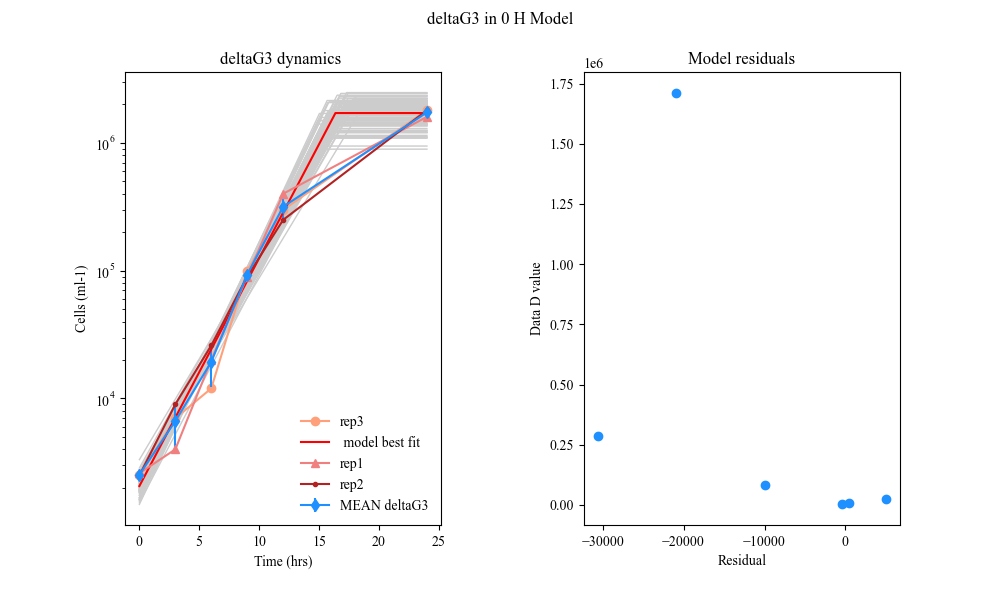 deltaG3 in 0 H Model
deltaG3 dynamics
Cells (ml-1)
10^6
10^5
10^4
0 5 10 15 20 25
Time (hrs)
rep3
model best fit
rep1
rep2
MEAN deltaG3
Model residuals
1e6
Data D value
1.75
1.50
1.25
1.00
0.75
0.50
0.25
0.00
−30000 −20000 −10000 0
Residual